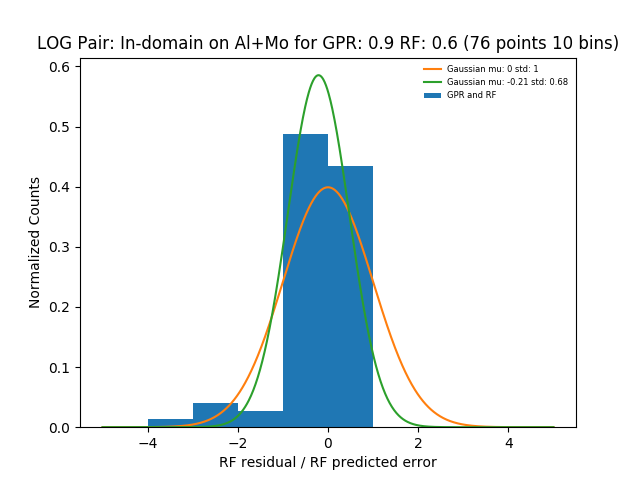 LOG Pair: In-domain on Al+Mo for GPR: 0.9 RF: 0.6 (76 points 10 bins)
Gaussian mu: 0 std: 1
Gaussian mu: -0.21 std: 0.68
GPR and RF
Normalized Counts
0.6
0.5
0.4
0.3
0.2
0.1
0.0
−4
−2
0
2
4
RF residual / RF predicted error